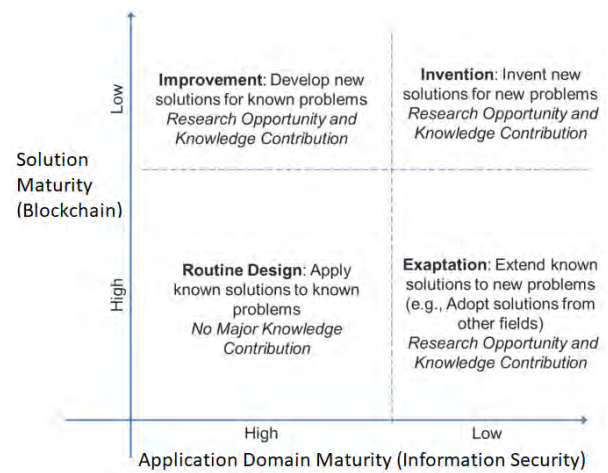 Improvement: Develop new
solutions for known problems
Research Opportunity and
Knowledge Contribution
Invention: Invent new
solutions for new problems
Research Opportunity and
Knowledge Contribution
Low
Solution
Maturity
(Blockchain)
High
Routine Design: Apply
known solutions to known
problems
No Major Knowledge
Contribution
Exaptation: Extend known
solutions to new problems
(e.g., Adopt solutions from
other fields)
Research Opportunity and
Knowledge Contribution
High
Low
Application Domain Maturity (Information Security)